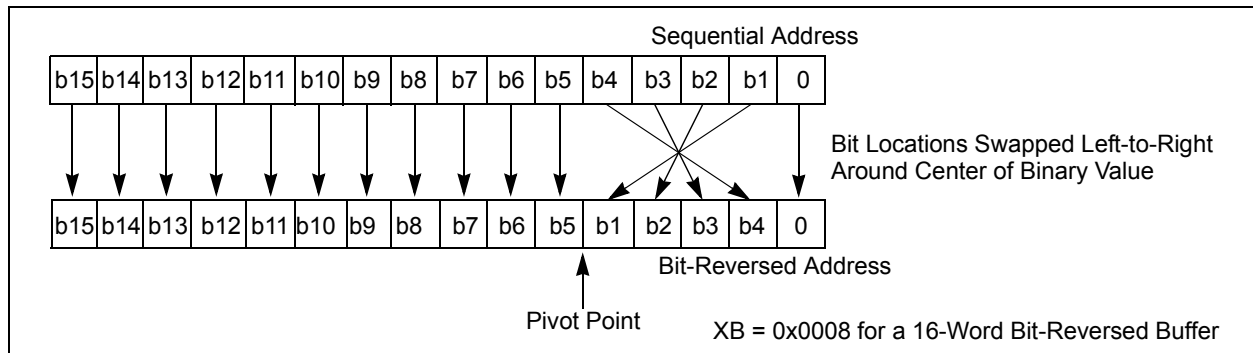 Sequential Address
b15 b14 b13 b12 b11 b10 b9 b8 b7 b6 b5 b4 b3 b2 b1 0
Bit Locations Swapped Left-to-Right
Around Center of Binary Value
b15 b14 b13 b12 b11 b10 b9 b8 b7 b6 b5 b1 b2 b3 b4 0
Bit-Reversed Address
Pivot Point
XB = 0x0008 for a 16-Word Bit-Reversed Buffer